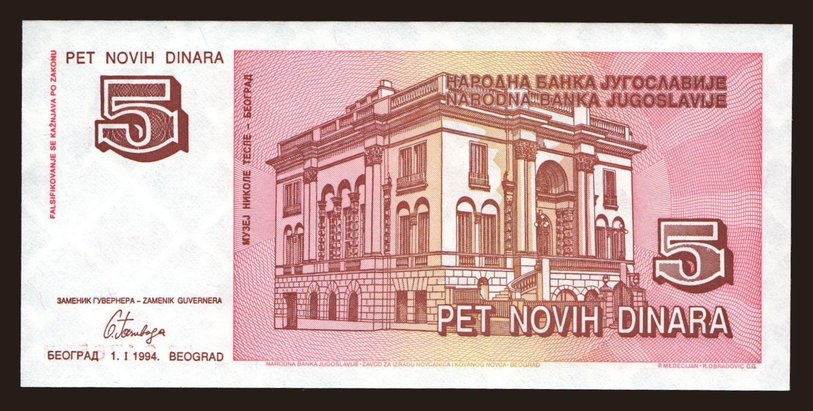 PET NOVIH DINARA
5
FALSIFIKOVANJE SE KAŽNJAVA PO ZAKONU
ЗАМЕНИК ГУВЕРНЕРА – ZAMENIK GUVERNERA
БЕОГРАД 1. I 1994. BEOGRAD
МУЗЕЈ НИКОЛЕ ТЕСЛЕ – БЕОГРАД
НАРОДНА БАНКА ЈУГОСЛАВИЈЕ
NARODNA BANKA JUGOSLAVIJE
5
PET NOVIH DINARA
NARODNA BANKA JUGOSLAVIJE - ZAVOD ZA IZRADU NOVČANICA I KOVANOG NOVCA - BEOGRAD
R.OBRADOVIĆ